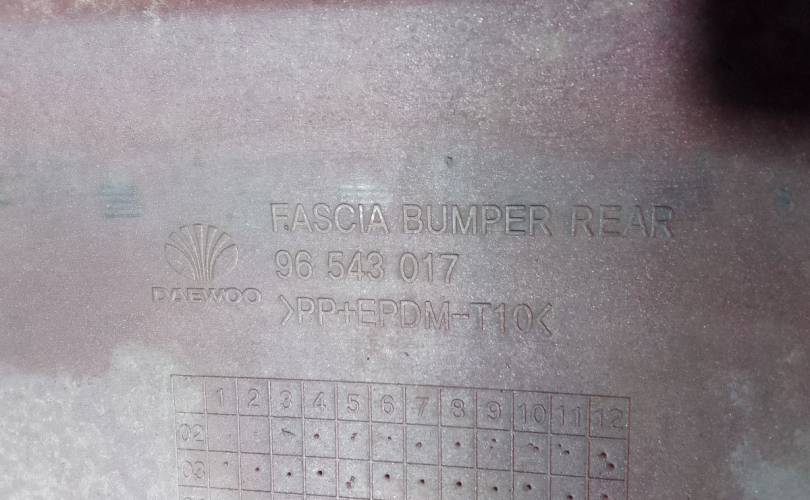 FASCIA BUMPER REAR
96 543 017
DAEWOO
>PP+EPDM-T10<
1 2 3 4 5 6 7 8 9 10 11 12
02
03